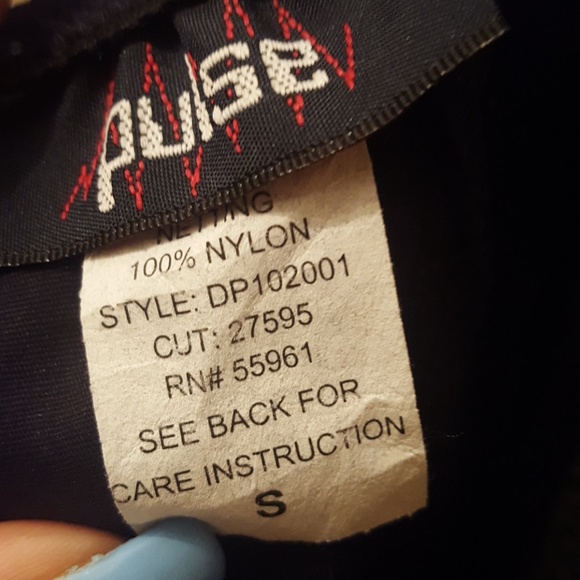 pulse
NETTING
100% NYLON
STYLE: DP102001
CUT: 27595
RN# 55961
SEE BACK FOR
CARE INSTRUCTION
S